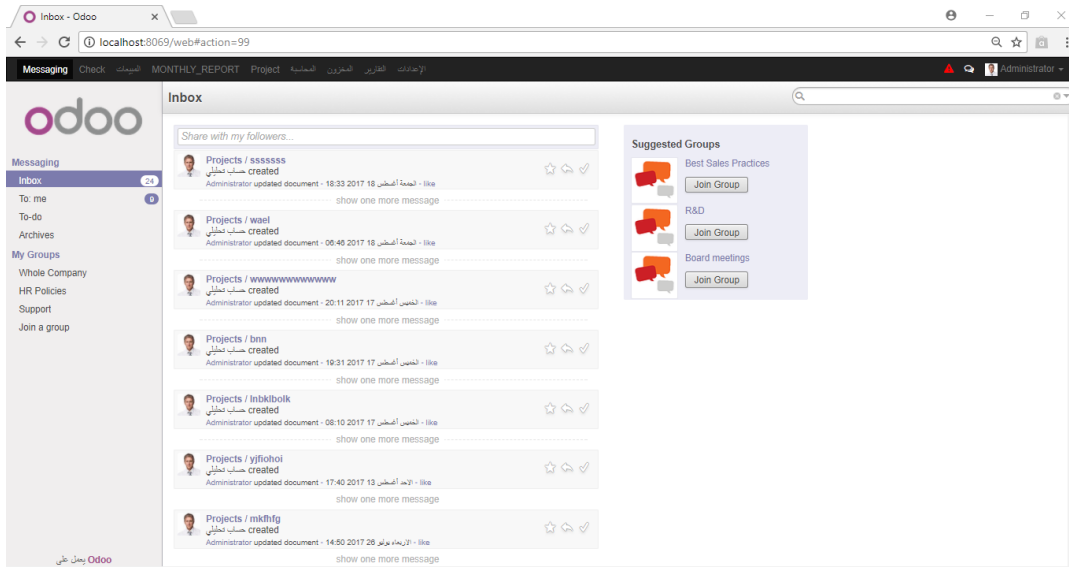 Inbox - Odoo
localhost:8069/web#action=99
Messaging Check المبيعات MONTHLY_REPORT Project المحاسبة المخزون التقارير الإعدادات Administrator
odoo
Inbox
Share with my followers...
Messaging
Inbox 24
To: me 9
To-do
Archives
My Groups
Whole Company
HR Policies
Support
Join a group
Projects / sssssss
حساب تحليلي created
Administrator updated document - الجمعة أغسطس 18 2017 18:33 - like
show one more message
Projects / wael
حساب تحليلي created
Administrator updated document - الجمعة أغسطس 18 2017 06:46 - like
show one more message
Projects / wwwwwwwwwwww
حساب تحليلي created
Administrator updated document - الخميس أغسطس 17 2017 20:11 - like
show one more message
Projects / bnn
حساب تحليلي created
Administrator updated document - الخميس أغسطس 17 2017 19:31 - like
show one more message
Projects / lnbklbolk
حساب تحليلي created
Administrator updated document - الخميس أغسطس 17 2017 08:10 - like
show one more message
Projects / yjfiohoi
حساب تحليلي created
Administrator updated document - الاحد أغسطس 13 2017 17:40 - like
show one more message
Projects / mkfhfg
حساب تحليلي created
Administrator updated document - الاربعاء يوليو 26 2017 14:50 - like
show one more message
Suggested Groups
Best Sales Practices
Join Group
R&D
Join Group
Board meetings
Join Group
يعمل على Odoo